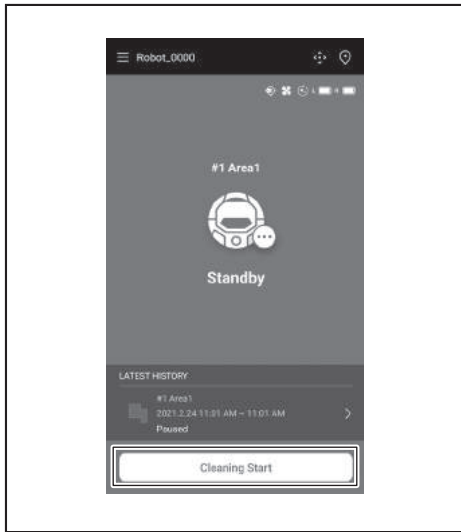 Robot_0000
#1 Area1
Standby
LATEST HISTORY
#1 Area1
2021.2.24 11:01 AM ~ 11:01 AM
Paused
Cleaning Start